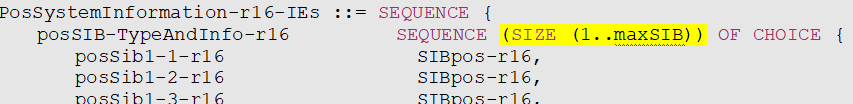 PosSystemInformation-r16-IEs ::= SEQUENCE {
posSIB-TypeAndInfo-r16 SEQUENCE (SIZE (1..maxSIB)) OF CHOICE {
posSib1-1-r16 SIBpos-r16,
posSib1-2-r16 SIBpos-r16,
posSib1-3-r16 SIBpos-r16,